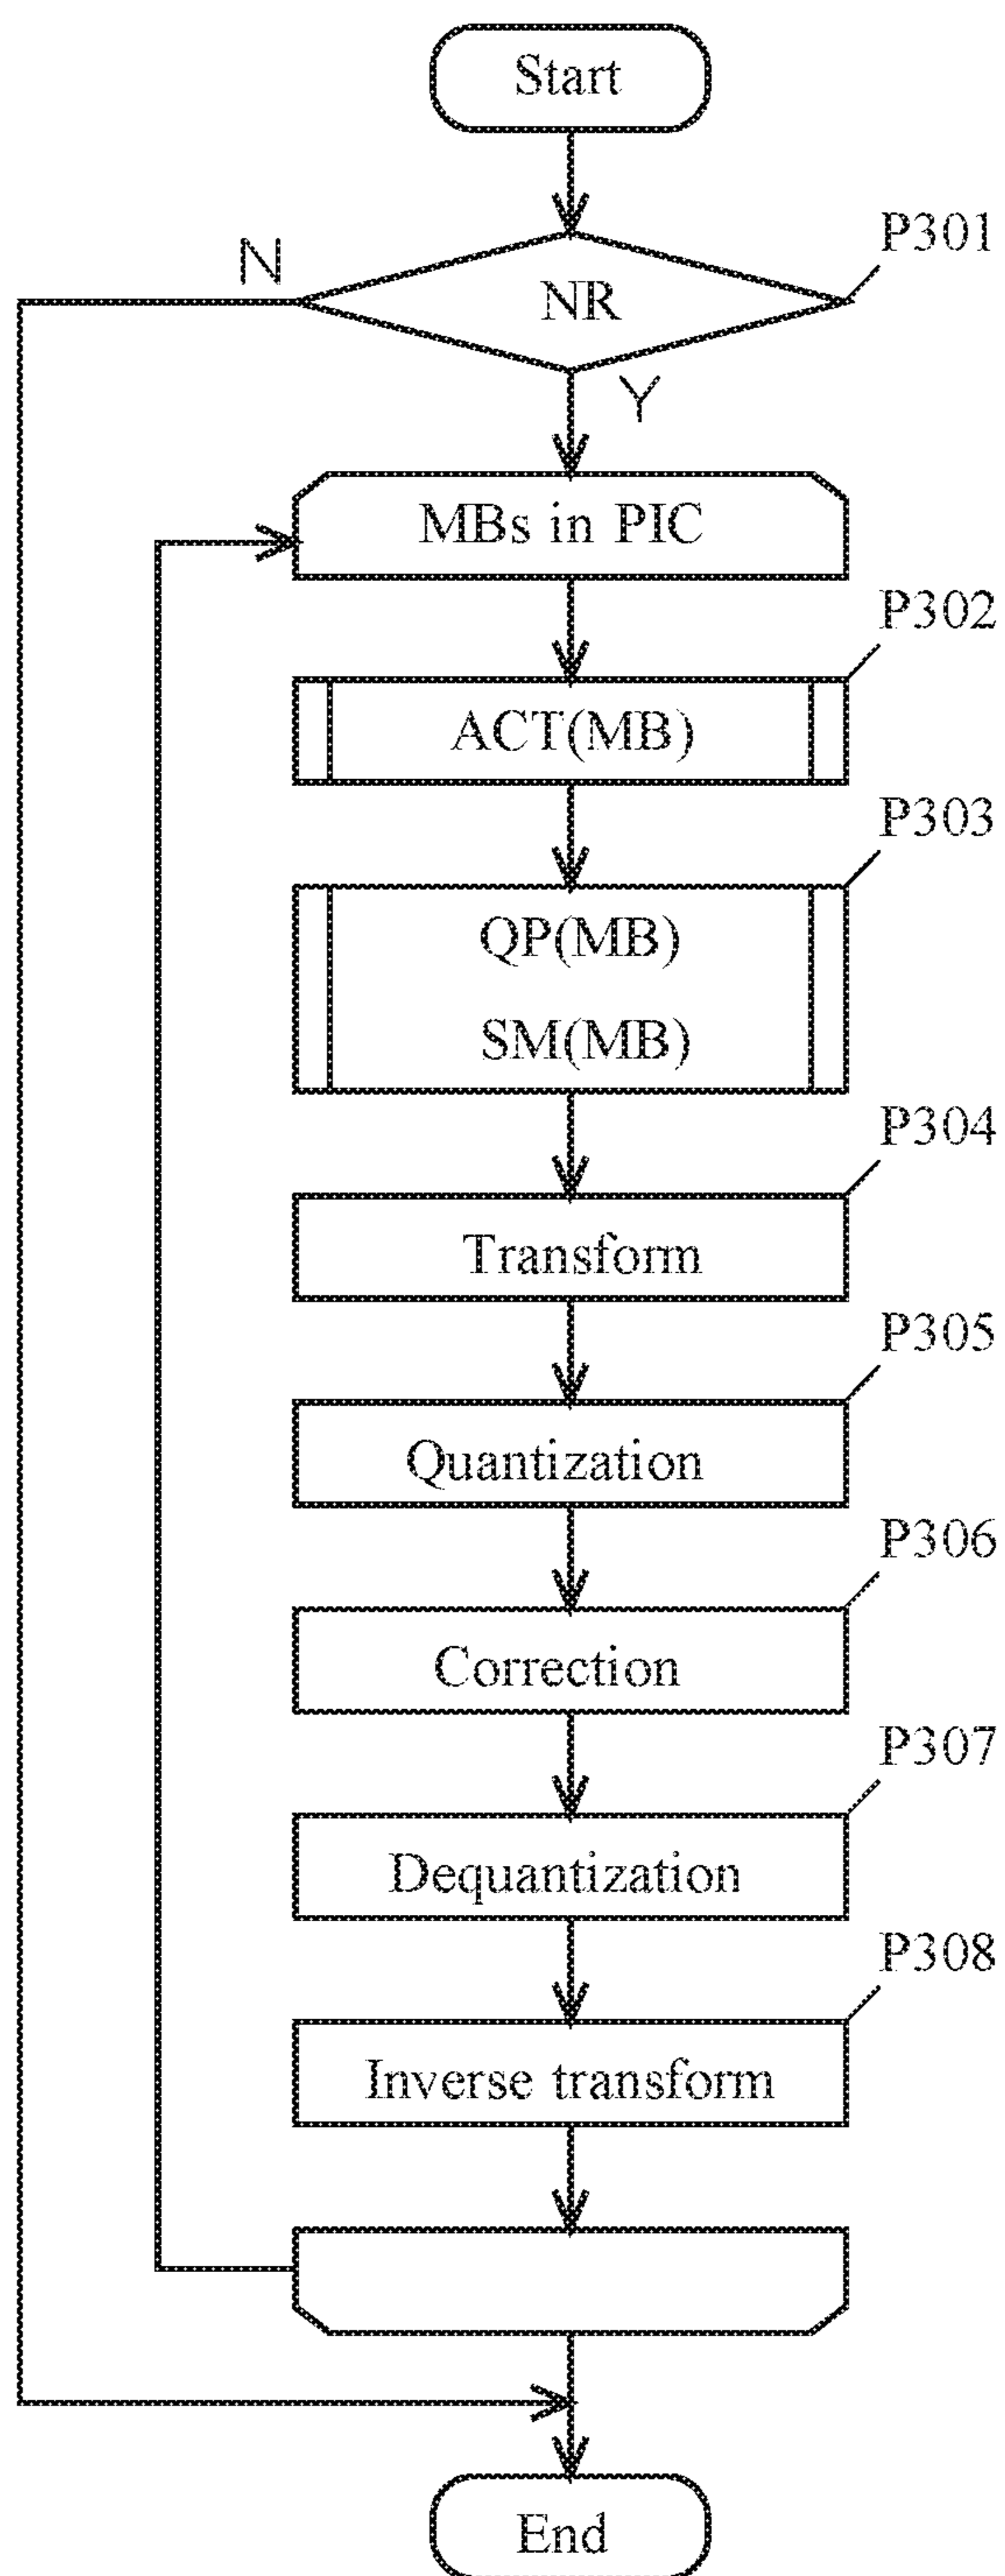 Start
P301
N
NR
Y
MBs in PIC
P302
ACT(MB)
P303
QP(MB)
SM(MB)
P304
Transform
P305
Quantization
P306
Correction
P307
Dequantization
P308
Inverse transform
End